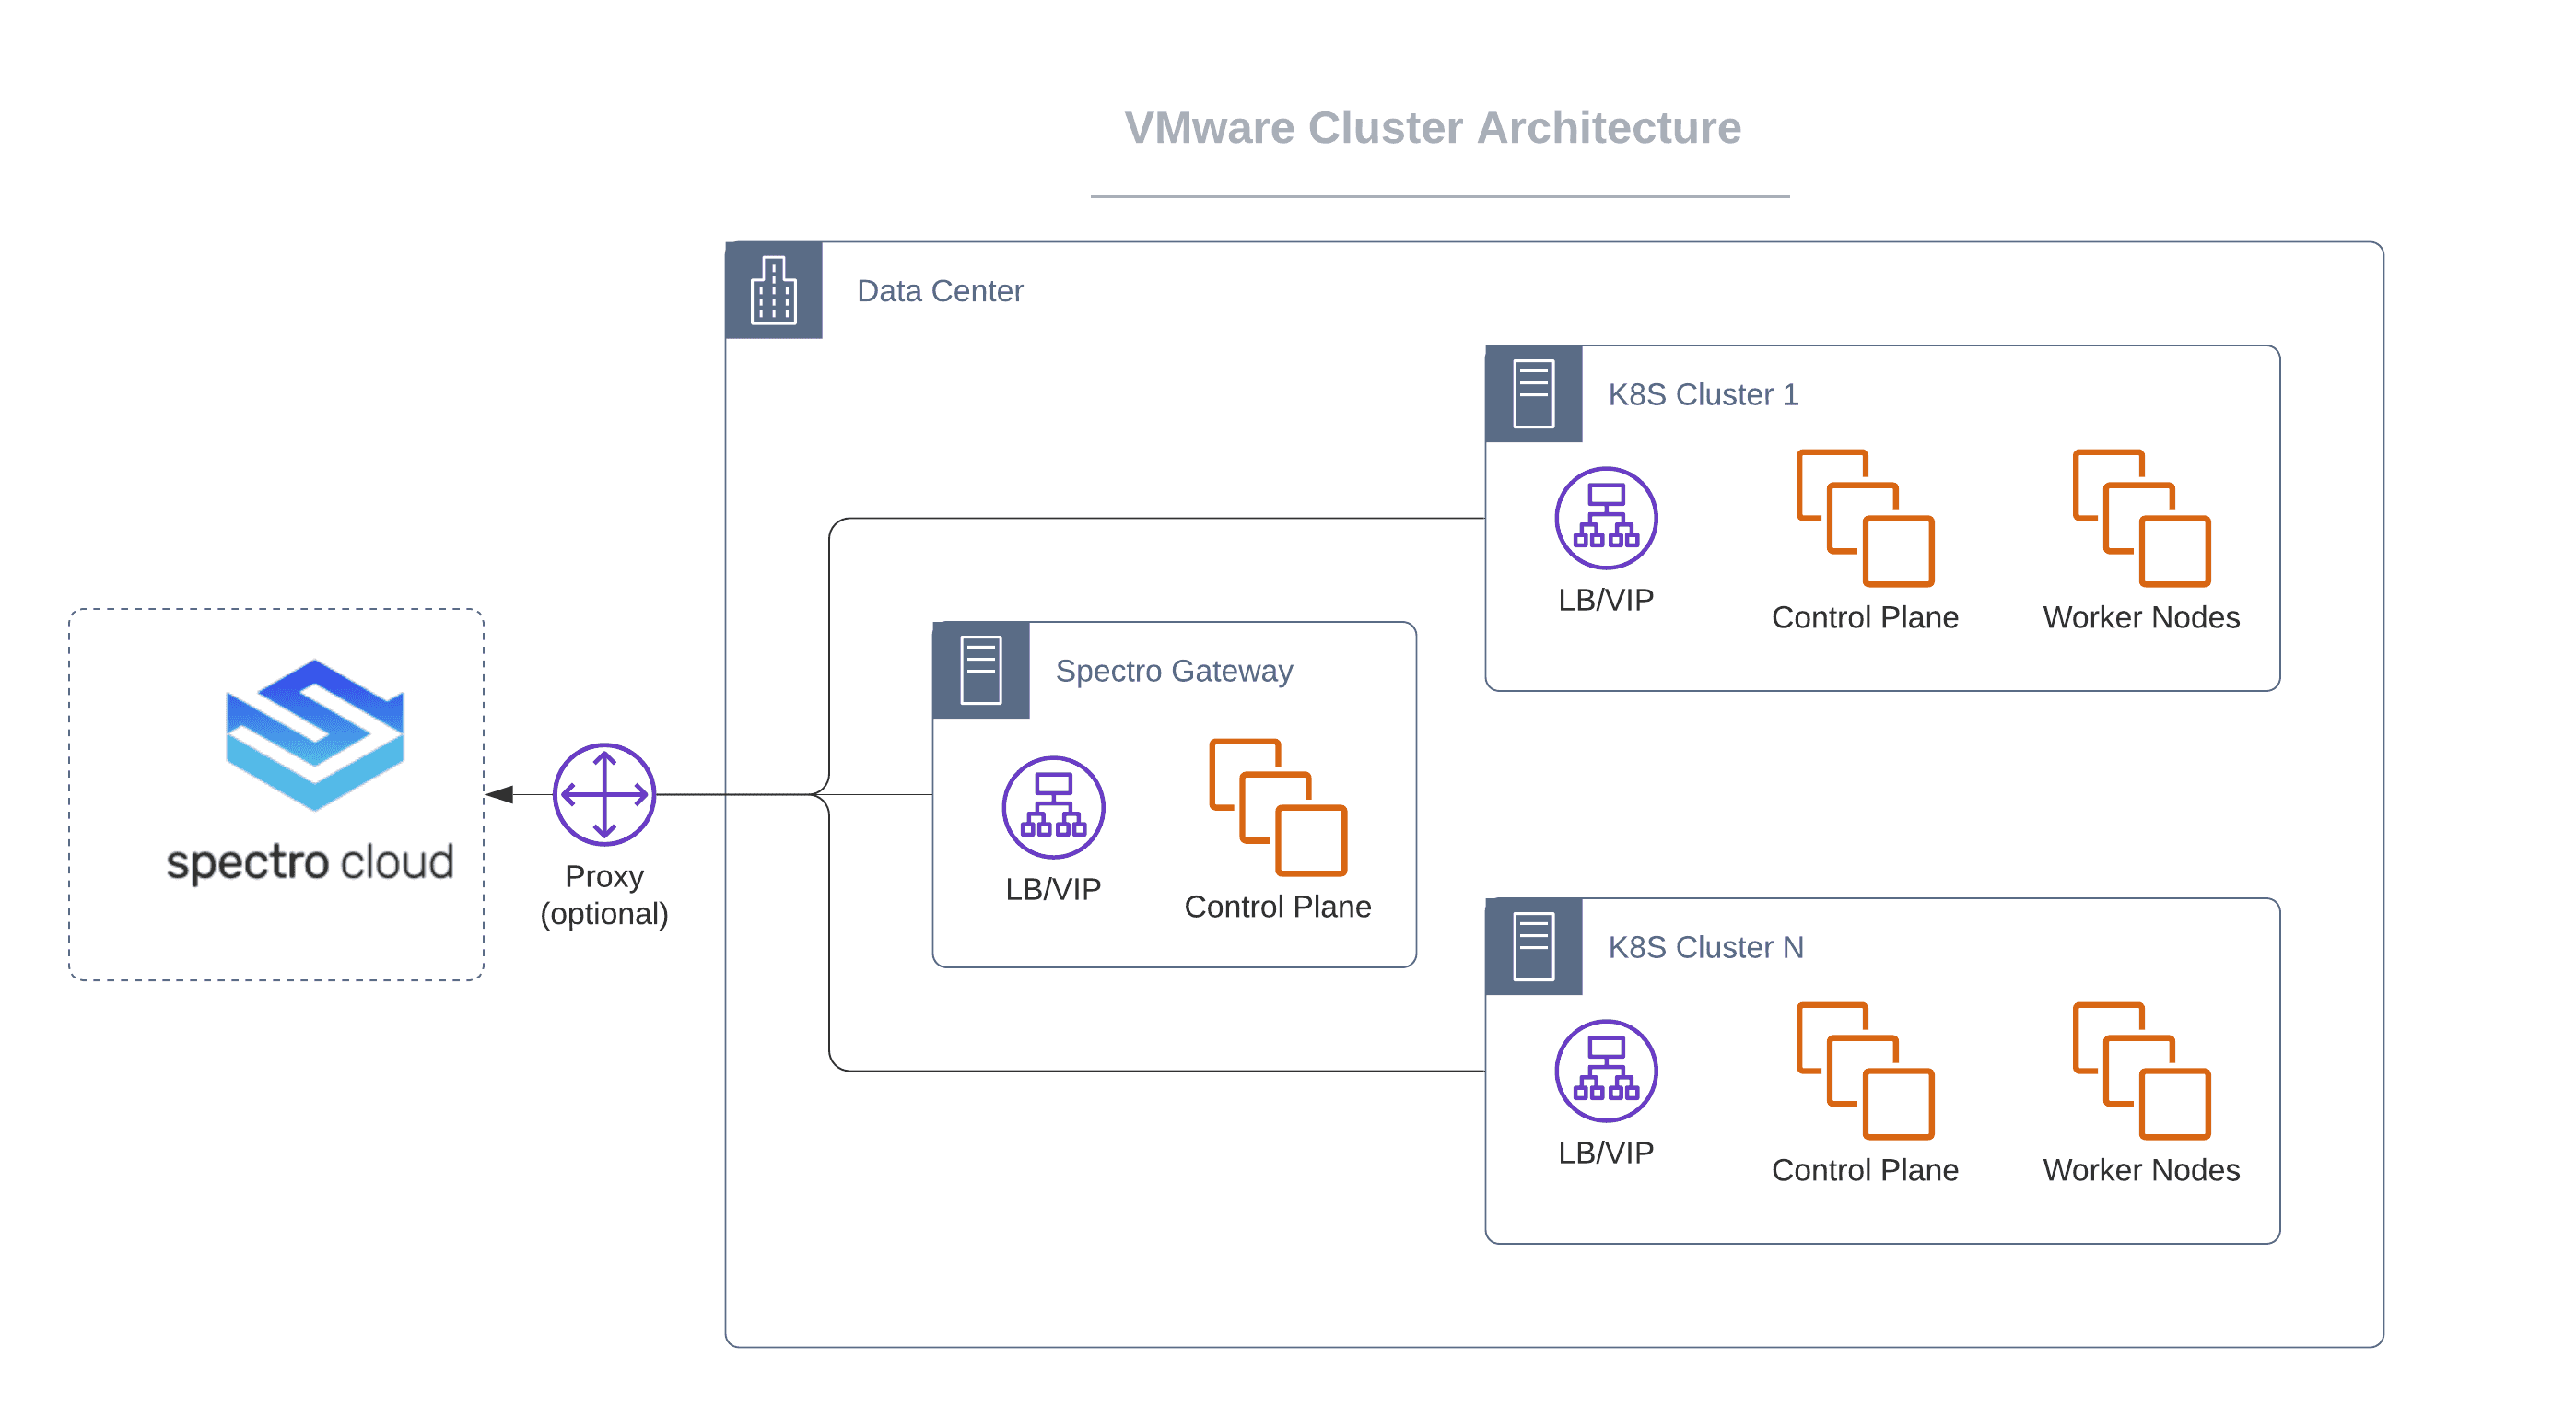 VMware Cluster Architecture
Data Center
K8S Cluster 1
LB/VIP
Control Plane
Worker Nodes
spectro cloud
Proxy
(optional)
Spectro Gateway
LB/VIP
Control Plane
K8S Cluster N
LB/VIP
Control Plane
Worker Nodes